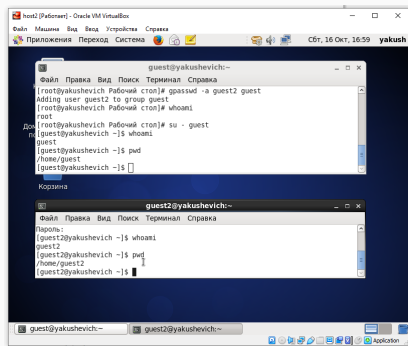 host2 [Работает] - Oracle VM VirtualBox
Файл Машина Вид Ввод Устройства Справка
Приложения Переход Система Сбт, 16 Окт, 16:59 yakush
guest@yakushevich:~
Файл Правка Вид Поиск Терминал Справка
[root@yakushevich Рабочий стол]# gpasswd -a guest2 guest
Adding user guest2 to group guest
[root@yakushevich Рабочий стол]# whoami
root
[root@yakushevich Рабочий стол]# su - guest
[guest@yakushevich ~]$ whoami
guest
[guest@yakushevich ~]$ pwd
/home/guest
[guest@yakushevich ~]$
Корзина
guest2@yakushevich:~
Файл Правка Вид Поиск Терминал Справка
Пароль:
[guest2@yakushevich ~]$ whoami
guest2
[guest2@yakushevich ~]$ pwd
/home/guest2
[guest2@yakushevich ~]$
guest@yakushevich:~ guest2@yakushevich:~
Application